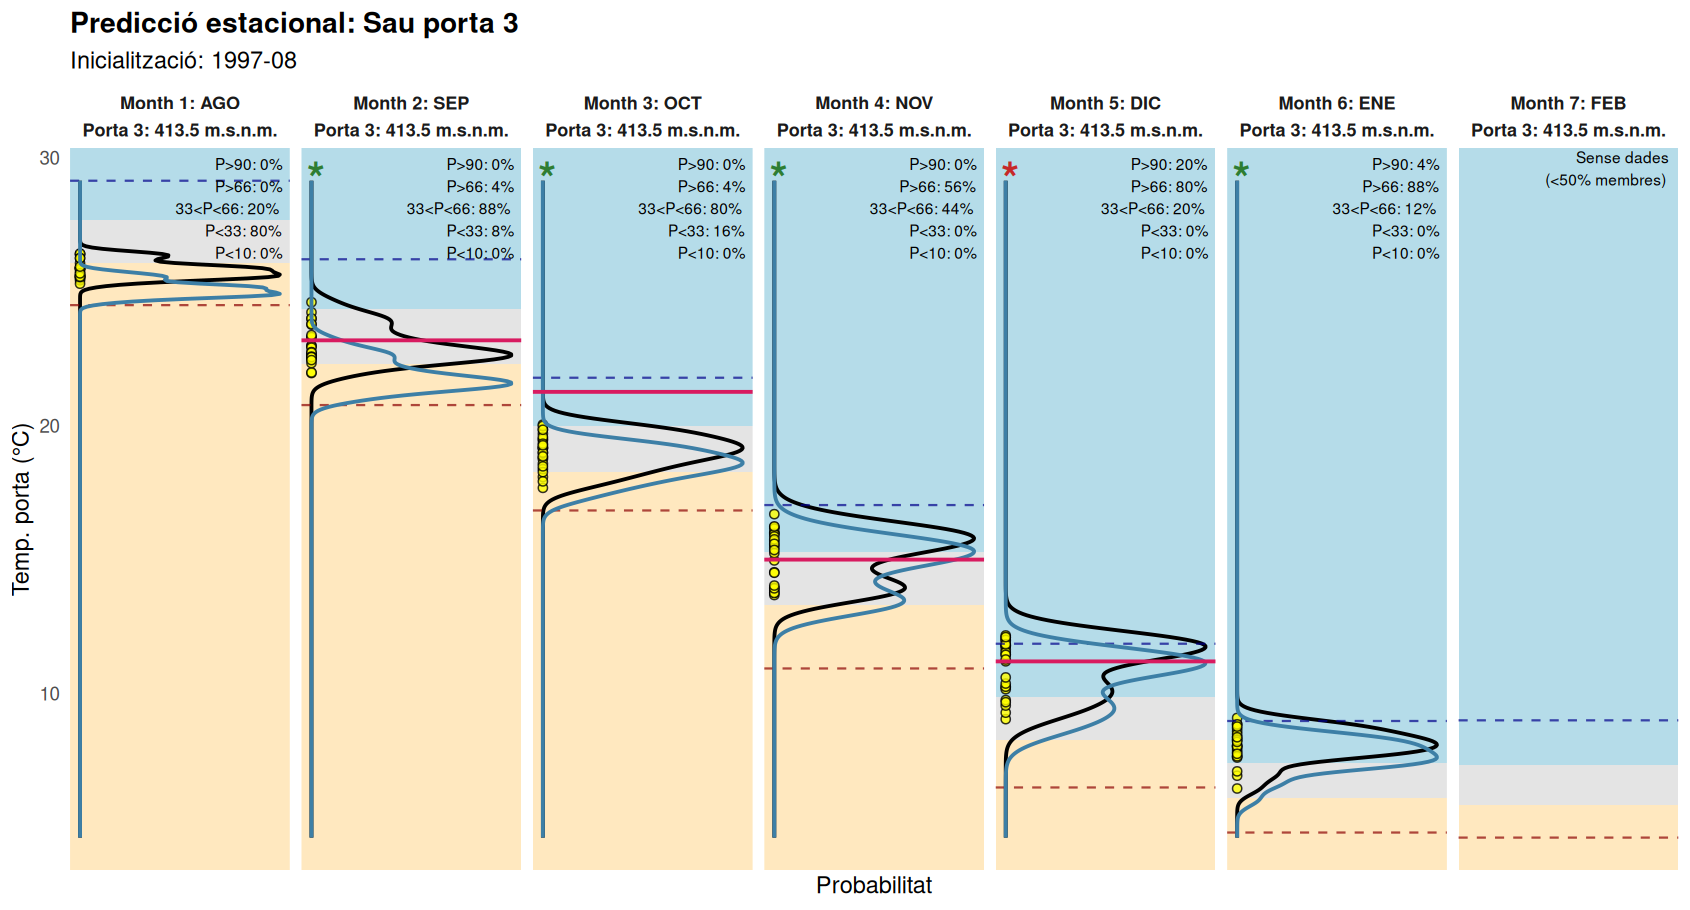 Predicció estacional: Sau porta 3
Inicialització: 1997-08
Month 1: AGO
Porta 3: 413.5 m.s.n.m.
Month 2: SEP
Porta 3: 413.5 m.s.n.m.
Month 3: OCT
Porta 3: 413.5 m.s.n.m.
Month 4: NOV
Porta 3: 413.5 m.s.n.m.
Month 5: DIC
Porta 3: 413.5 m.s.n.m.
Month 6: ENE
Porta 3: 413.5 m.s.n.m.
Month 7: FEB
Porta 3: 413.5 m.s.n.m.
Temp. porta (°C)
30
20
10
P>90: 0%
P>66: 0%
33<P<66: 20%
P<33: 80%
P<10: 0%
*
P>90: 0%
P>66: 4%
33<P<66: 88%
P<33: 8%
P<10: 0%
*
P>90: 0%
P>66: 4%
33<P<66: 80%
P<33: 16%
P<10: 0%
*
P>90: 0%
P>66: 56%
33<P<66: 44%
P<33: 0%
P<10: 0%
*
P>90: 20%
P>66: 80%
33<P<66: 20%
P<33: 0%
P<10: 0%
*
P>90: 4%
P>66: 88%
33<P<66: 12%
P<33: 0%
P<10: 0%
Sense dades
(<50% membres)
Probabilitat